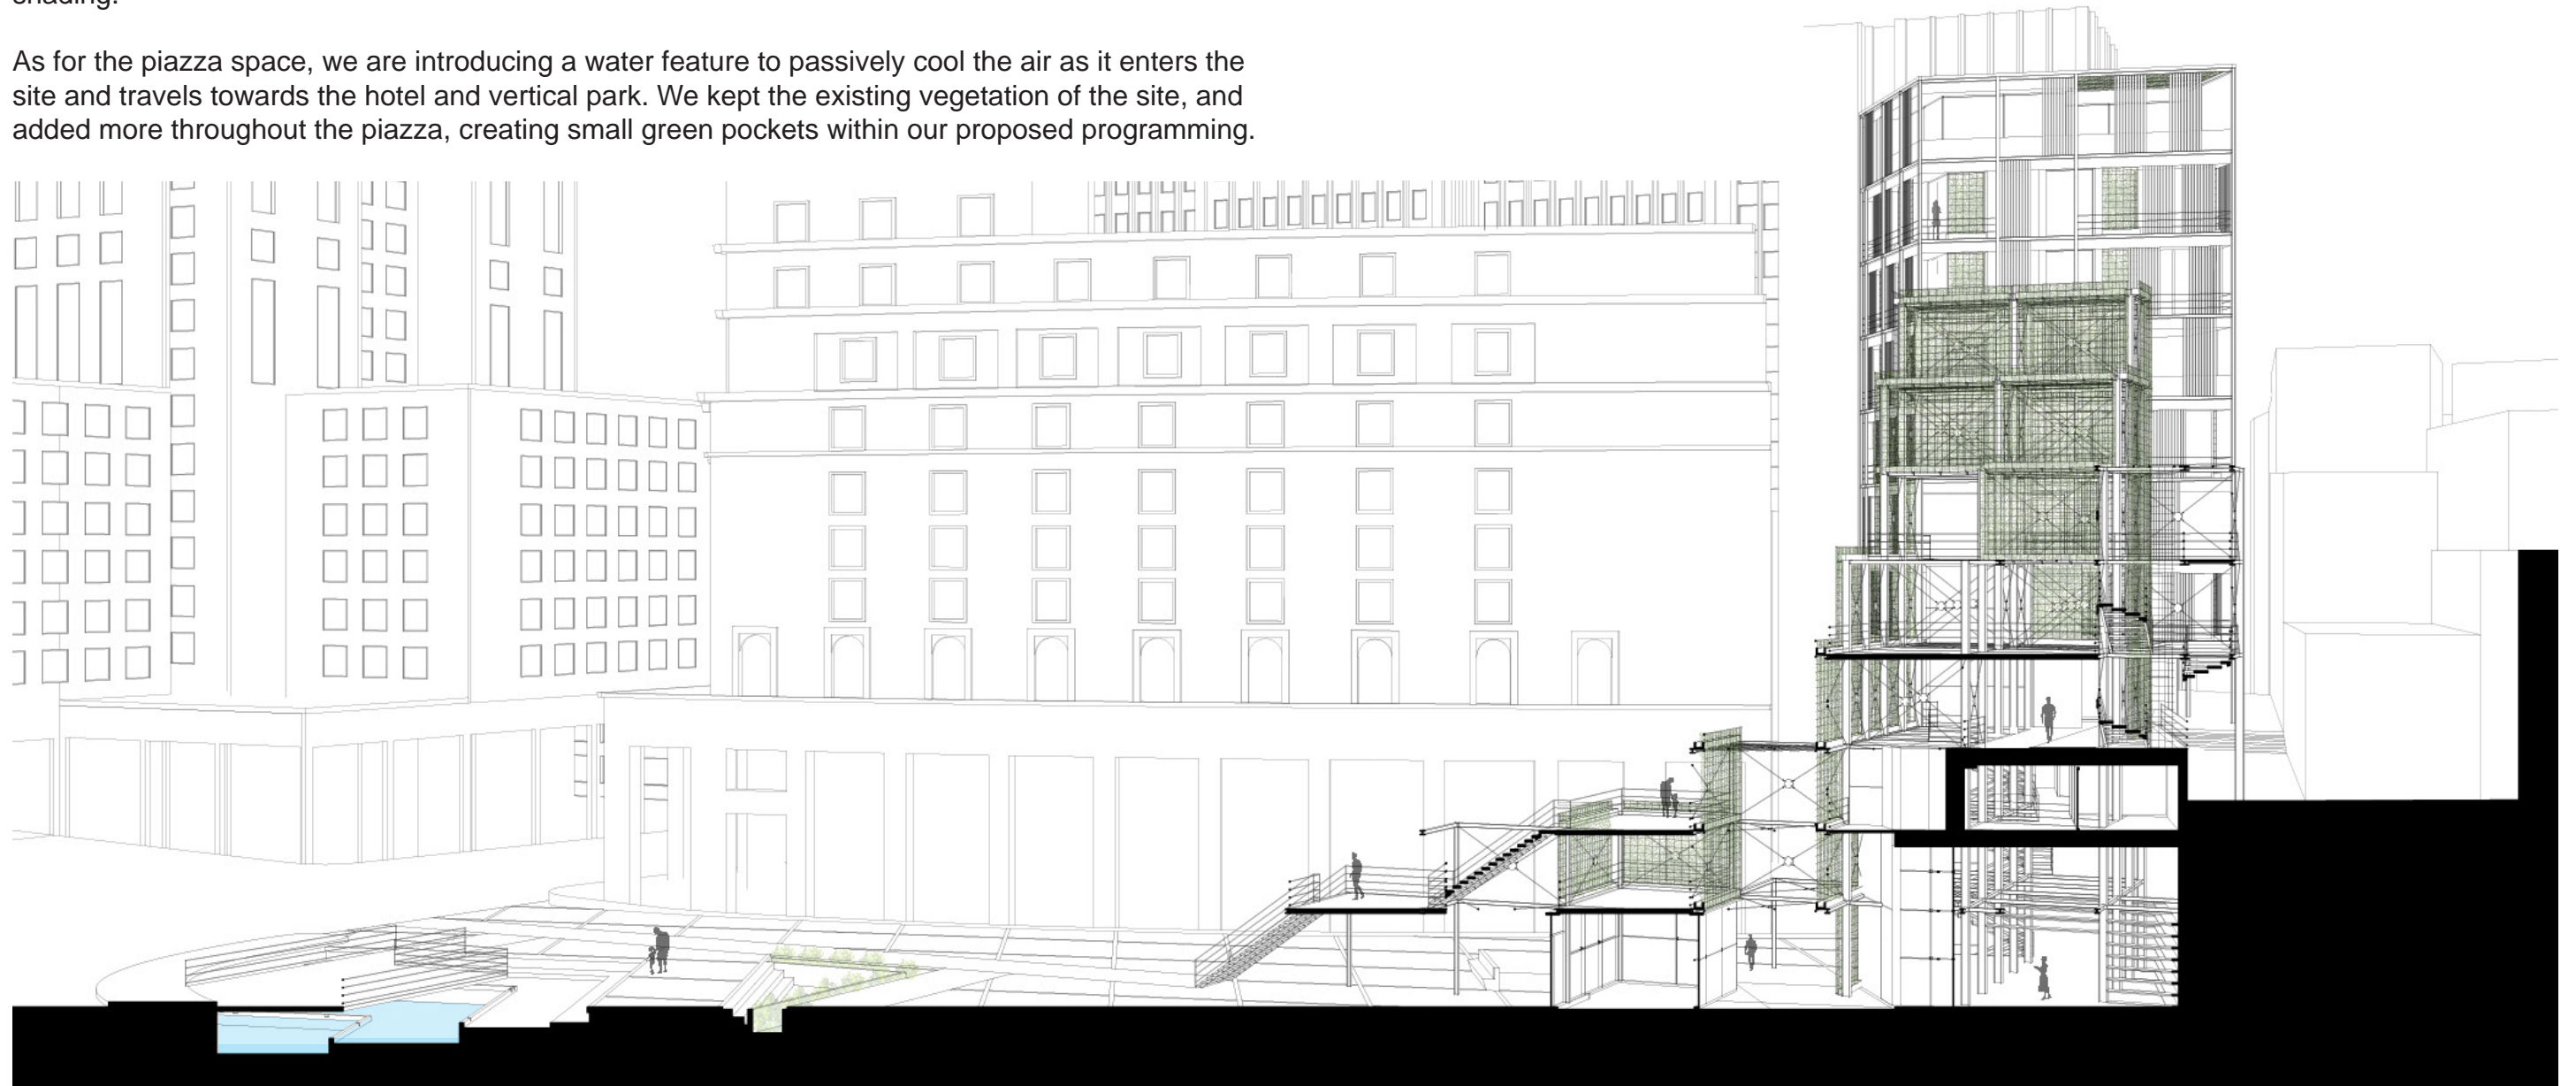 shading.
As for the piazza space, we are introducing a water feature to passively cool the air as it enters the
site and travels towards the hotel and vertical park. We kept the existing vegetation of the site, and
added more throughout the piazza, creating small green pockets within our proposed programming.